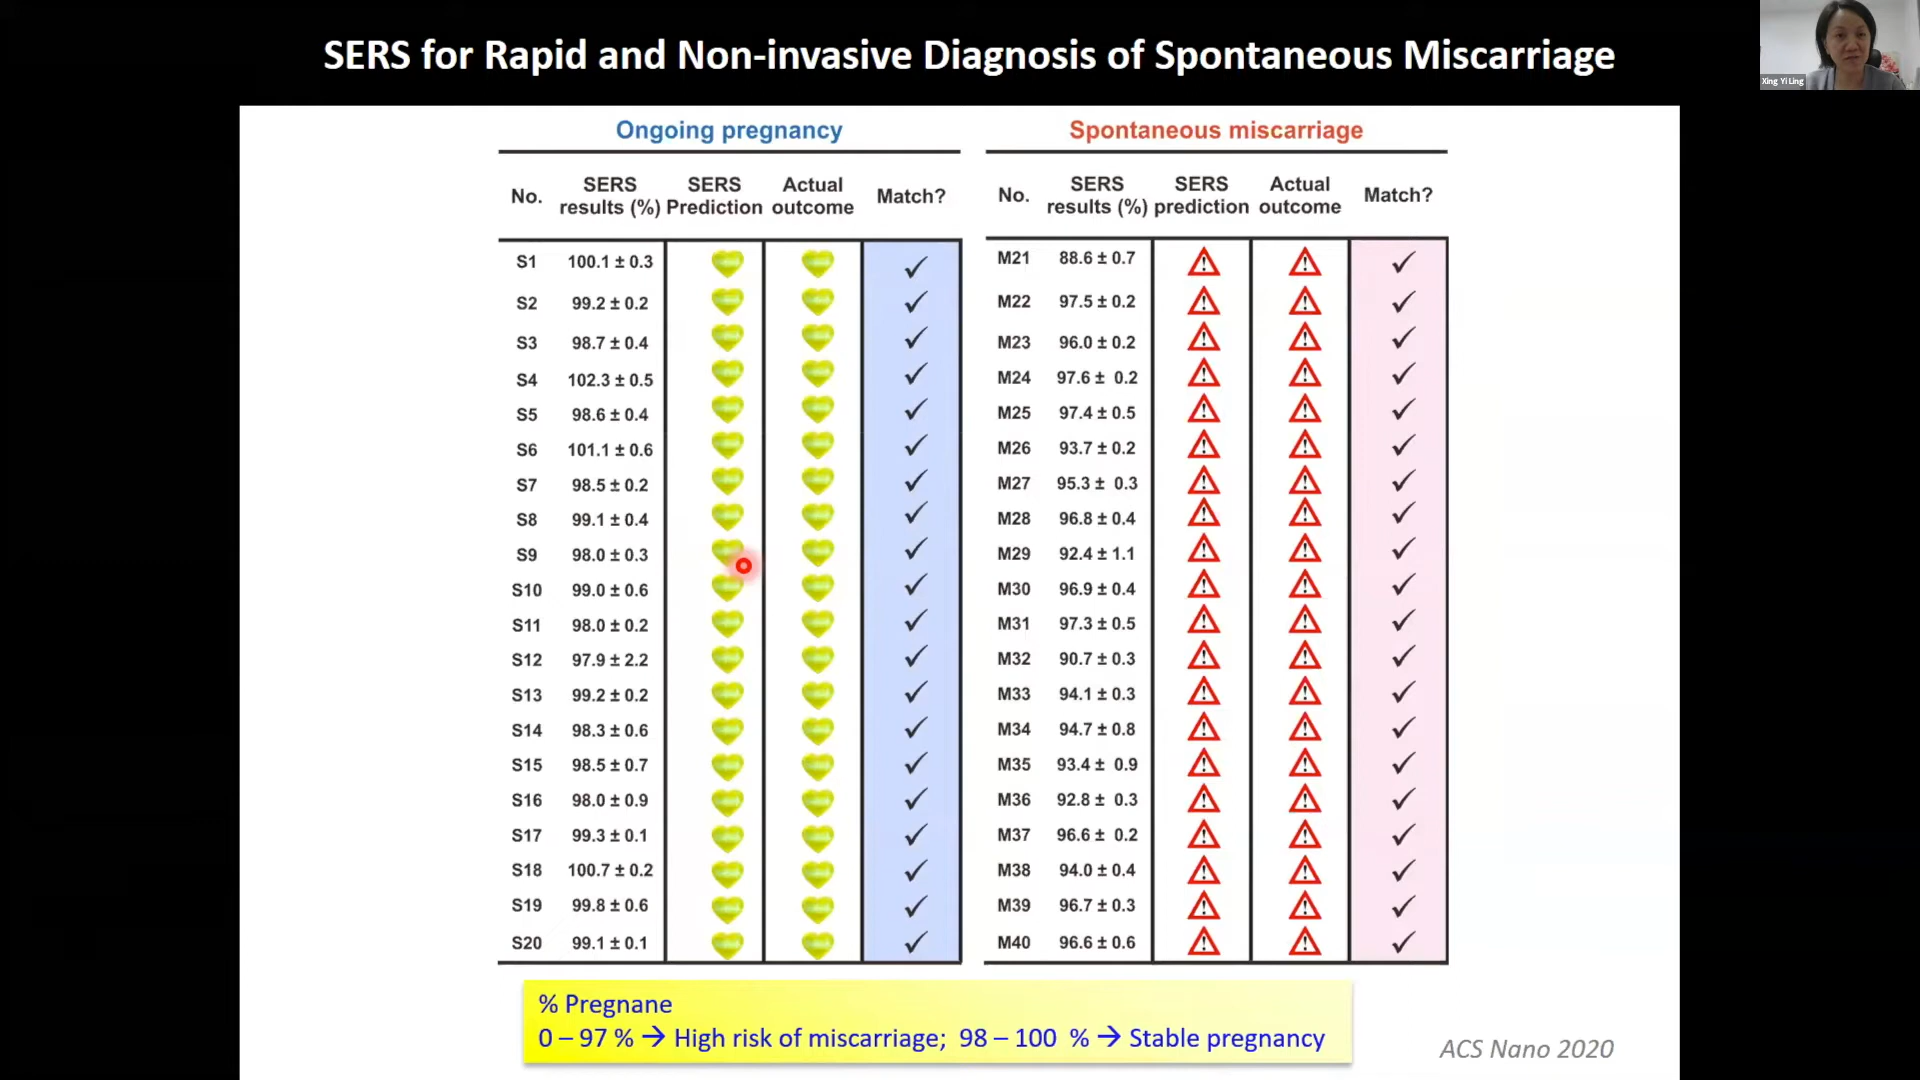 SERS for Rapid and Non-invasive Diagnosis of Spontaneous Miscarriage
Xing Yi Ling
Ongoing pregnancy
No. SERS results (%) SERS Prediction Actual outcome Match?
S1 100.1 ± 0.3 ✓
S2 99.2 ± 0.2 ✓
S3 98.7 ± 0.4 ✓
S4 102.3 ± 0.5 ✓
S5 98.6 ± 0.4 ✓
S6 101.1 ± 0.6 ✓
S7 98.5 ± 0.2 ✓
S8 99.1 ± 0.4 ✓
S9 98.0 ± 0.3 ✓
S10 99.0 ± 0.6 ✓
S11 98.0 ± 0.2 ✓
S12 97.9 ± 2.2 ✓
S13 99.2 ± 0.2 ✓
S14 98.3 ± 0.6 ✓
S15 98.5 ± 0.7 ✓
S16 98.0 ± 0.9 ✓
S17 99.3 ± 0.1 ✓
S18 100.7 ± 0.2 ✓
S19 99.8 ± 0.6 ✓
S20 99.1 ± 0.1 ✓
Spontaneous miscarriage
No. SERS results (%) SERS prediction Actual outcome Match?
M21 88.6 ± 0.7 ! ! ✓
M22 97.5 ± 0.2 ! ! ✓
M23 96.0 ± 0.2 ! ! ✓
M24 97.6 ± 0.2 ! ! ✓
M25 97.4 ± 0.5 ! ! ✓
M26 93.7 ± 0.2 ! ! ✓
M27 95.3 ± 0.3 ! ! ✓
M28 96.8 ± 0.4 ! ! ✓
M29 92.4 ± 1.1 ! ! ✓
M30 96.9 ± 0.4 ! ! ✓
M31 97.3 ± 0.5 ! ! ✓
M32 90.7 ± 0.3 ! ! ✓
M33 94.1 ± 0.3 ! ! ✓
M34 94.7 ± 0.8 ! ! ✓
M35 93.4 ± 0.9 ! ! ✓
M36 92.8 ± 0.3 ! ! ✓
M37 96.6 ± 0.2 ! ! ✓
M38 94.0 ± 0.4 ! ! ✓
M39 96.7 ± 0.3 ! ! ✓
M40 96.6 ± 0.6 ! ! ✓
% Pregnane
0 – 97 % → High risk of miscarriage; 98 – 100 % → Stable pregnancy
ACS Nano 2020